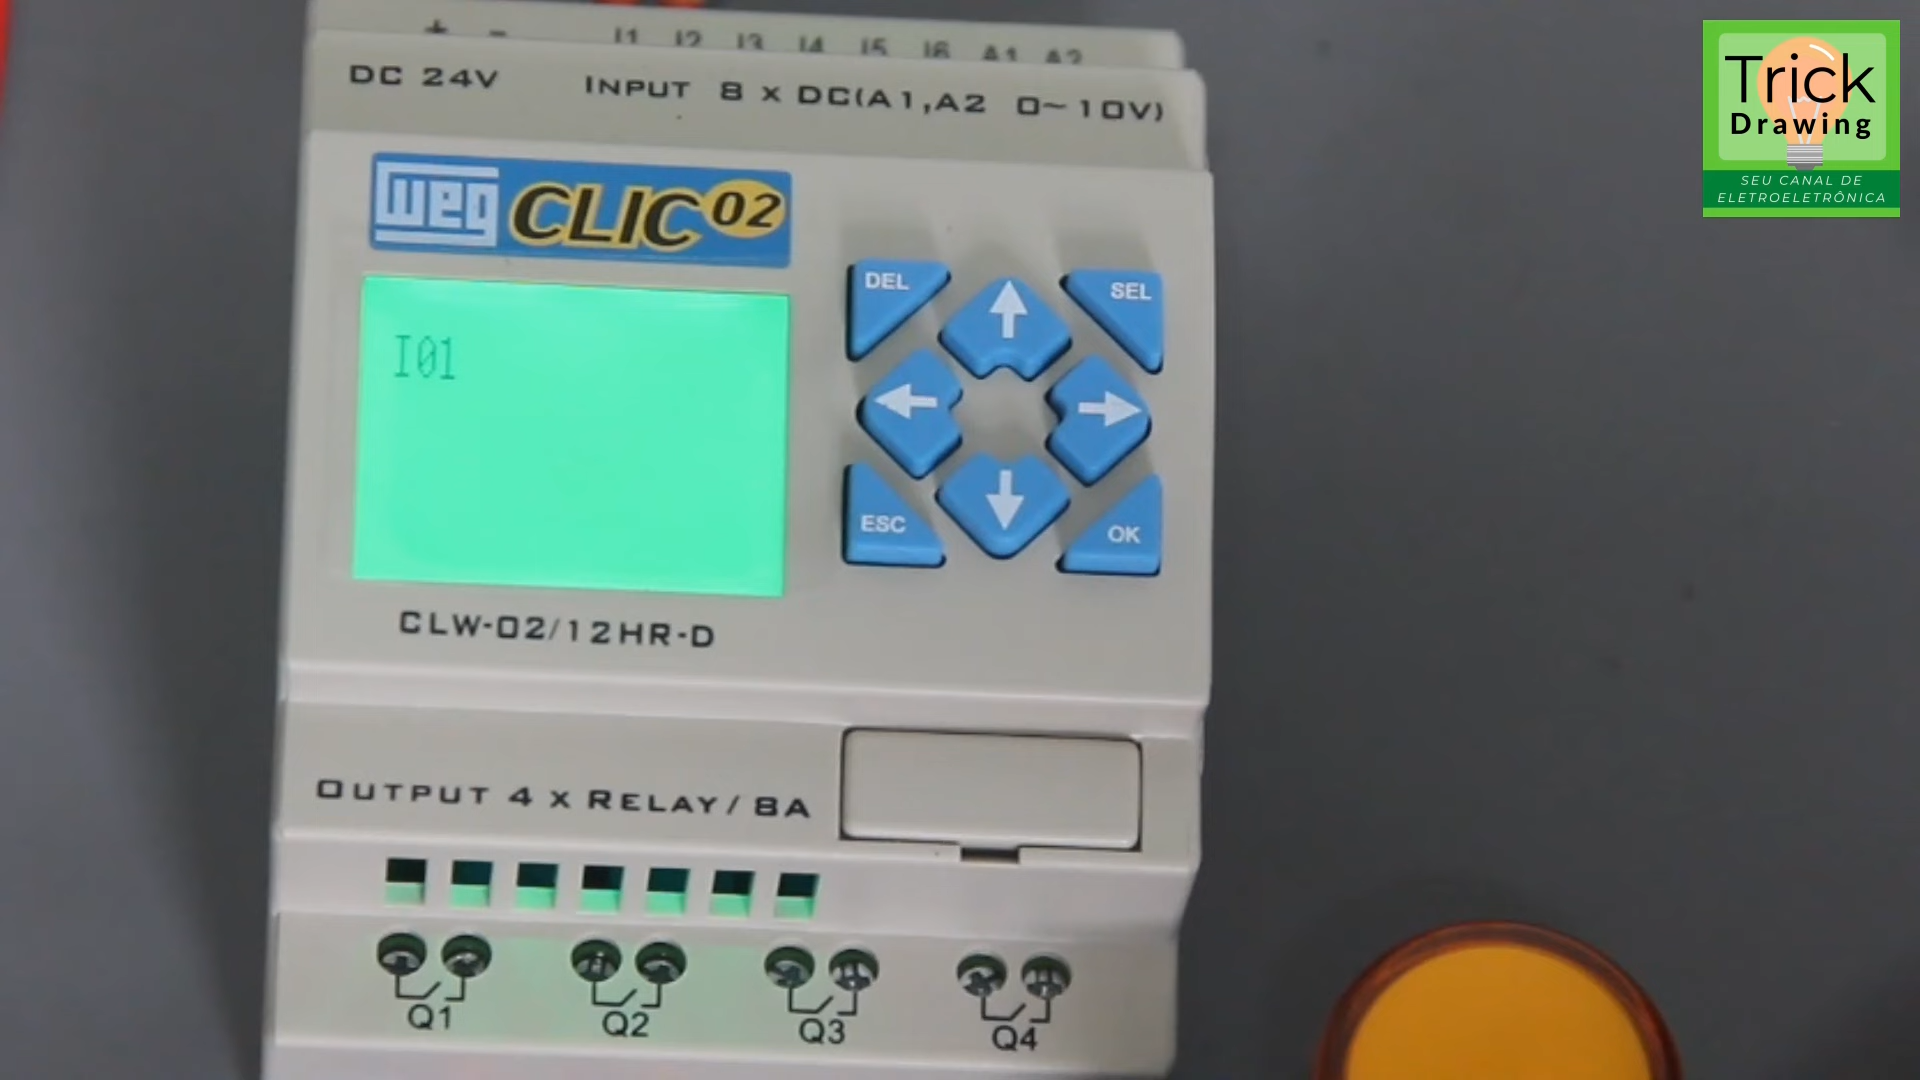 + - I1 I2 I3 I4 I5 I6 A1 A2
DC 24V INPUT 8 x DC(A1,A2 0~10V)
weg CLIC 02
DEL
SEL
I01
ESC
OK
CLW-02/12HR-D
OUTPUT 4 x RELAY/8A
Q1 Q2 Q3 Q4
Trick
Drawing
SEU CANAL DE
ELETROELETRÔNICA